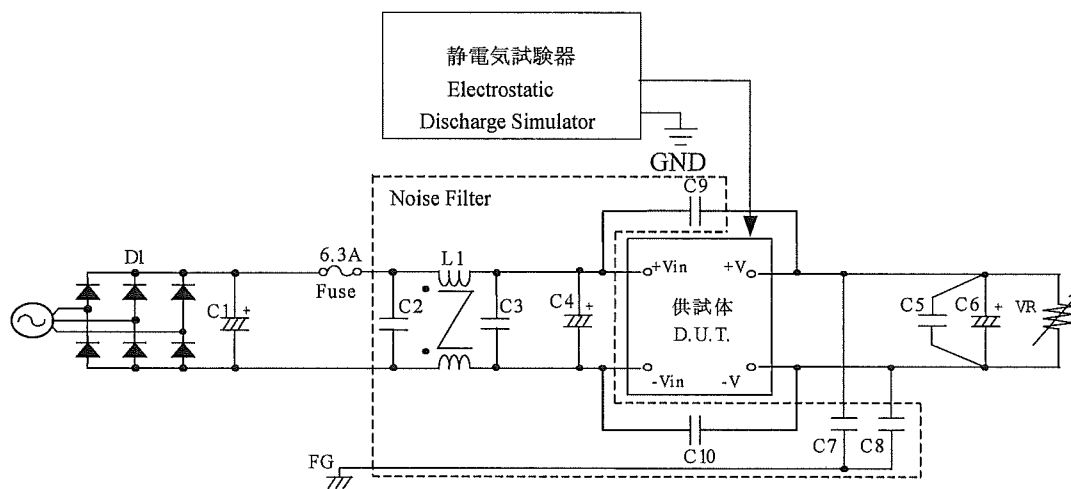 静電気試験器
Electrostatic
Discharge Simulator
GND
C9
Noise Filter
D1
6.3A
Fuse
L1
+Vin
+V
C1
+
C2
C3
C4
+
供試体
D.U.T.
C5
C6
+
VR
-Vin
-V
C10
C7
C8
FG